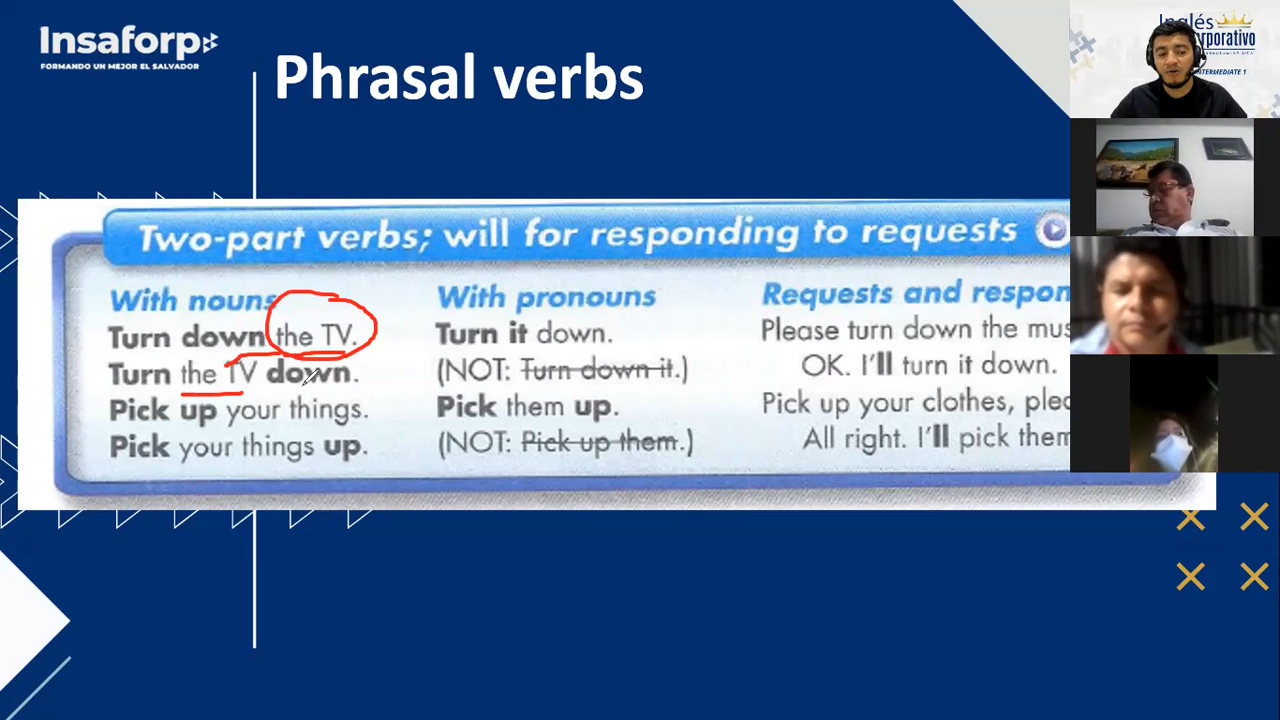 Insaforp
FORMANDO UN MEJOR EL SALVADOR
Phrasal verbs
Inglés
INTERMEDIATE 1
Two-part verbs; will for responding to requests
With nouns
Turn down the TV.
Turn the TV down.
Pick up your things.
Pick your things up.
With pronouns
Turn it down.
(NOT: Turn down it.)
Pick them up.
(NOT: Pick up them.)
Requests and respon
Please turn down the mus
OK. I'll turn it down.
Pick up your clothes, plea
All right. I'll pick them